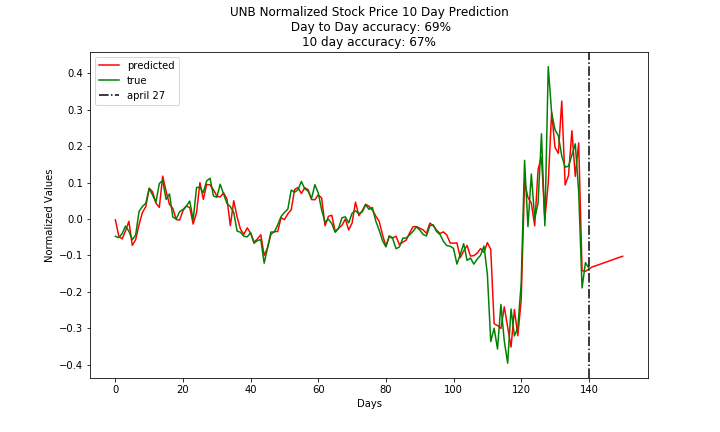 UNB Normalized Stock Price 10 Day Prediction
Day to Day accuracy: 69%
10 day accuracy: 67%
predicted
true
april 27
0.4
0.3
0.2
0.1
0.0
−0.1
−0.2
−0.3
−0.4
Normalized Values
0 20 40 60 80 100 120 140
Days